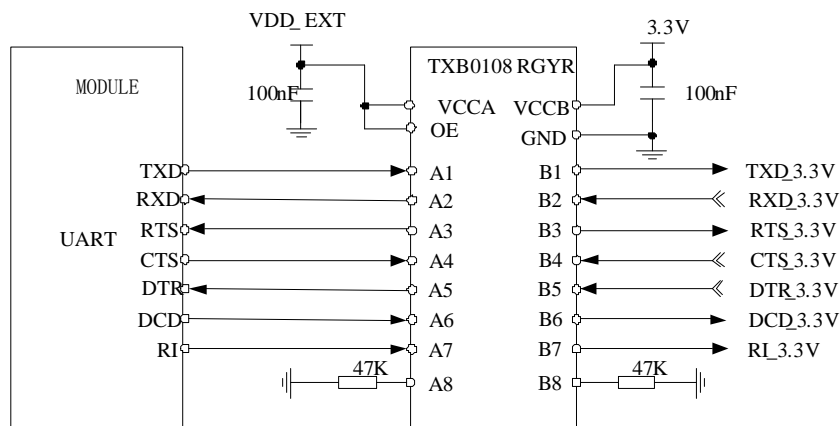 VDD_EXT
3.3V
MODULE
100nF
TXB0108 RGYR
100nF
VCCA
VCCB
OE
GND
TXD
A1
B1
TXD_3.3V
RXD
A2
B2
RXD_3.3V
UART
RTS
A3
B3
RTS_3.3V
CTS
A4
B4
CTS_3.3V
DTR
A5
B5
DTR_3.3V
DCD
A6
B6
DCD_3.3V
RI
A7
B7
RI_3.3V
47K
A8
B8
47K